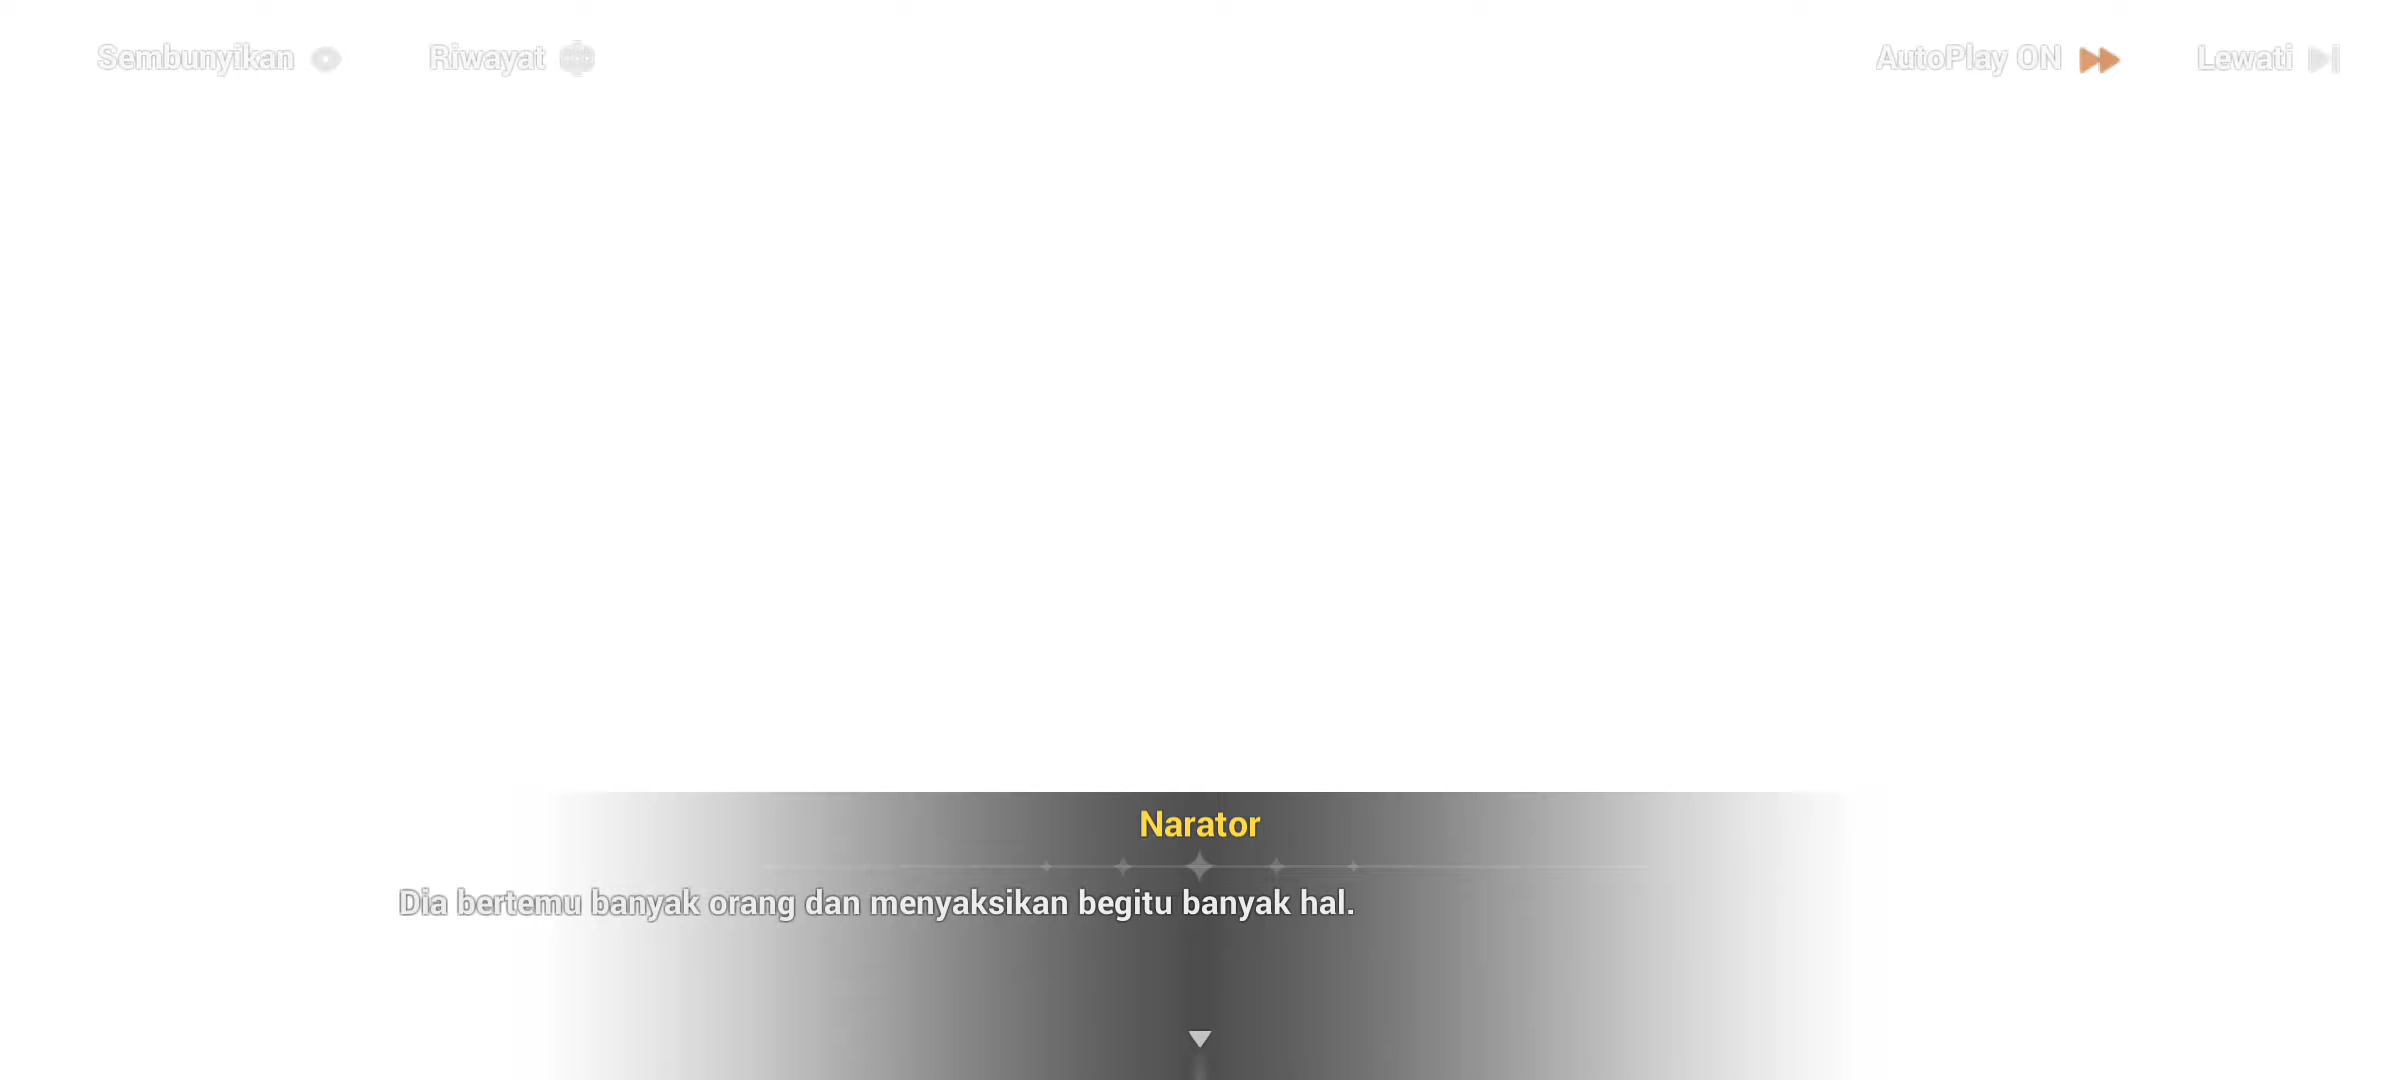 Sembunyikan
Riwayat
AutoPlay ON
Lewati
Narator
Dia bertemu banyak orang dan menyaksikan begitu banyak hal.